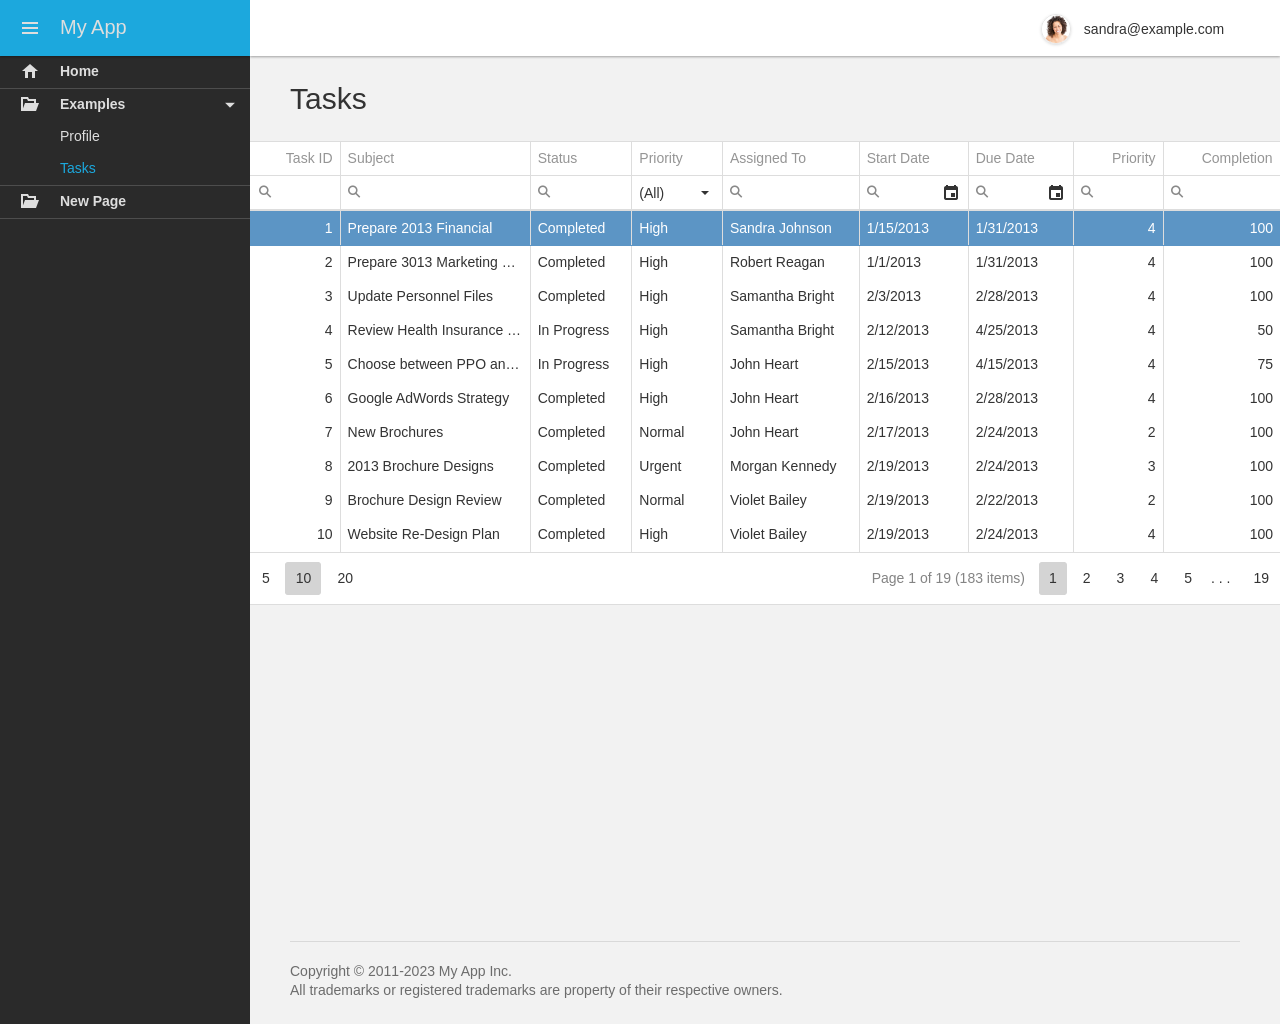 My App
sandra@example.com
Home
Examples
Profile
Tasks
New Page
Tasks
Task ID Subject Status Priority Assigned To Start Date Due Date Priority Completion
(All)
1 Prepare 2013 Financial Completed High Sandra Johnson 1/15/2013 1/31/2013 4 100
2 Prepare 3013 Marketing … Completed High Robert Reagan 1/1/2013 1/31/2013 4 100
3 Update Personnel Files Completed High Samantha Bright 2/3/2013 2/28/2013 4 100
4 Review Health Insurance … In Progress High Samantha Bright 2/12/2013 4/25/2013 4 50
5 Choose between PPO an… In Progress High John Heart 2/15/2013 4/15/2013 4 75
6 Google AdWords Strategy Completed High John Heart 2/16/2013 2/28/2013 4 100
7 New Brochures Completed Normal John Heart 2/17/2013 2/24/2013 2 100
8 2013 Brochure Designs Completed Urgent Morgan Kennedy 2/19/2013 2/24/2013 3 100
9 Brochure Design Review Completed Normal Violet Bailey 2/19/2013 2/22/2013 2 100
10 Website Re-Design Plan Completed High Violet Bailey 2/19/2013 2/24/2013 4 100
5 10 20 Page 1 of 19 (183 items) 1 2 3 4 5 . . . 19
Copyright © 2011-2023 My App Inc.
All trademarks or registered trademarks are property of their respective owners.